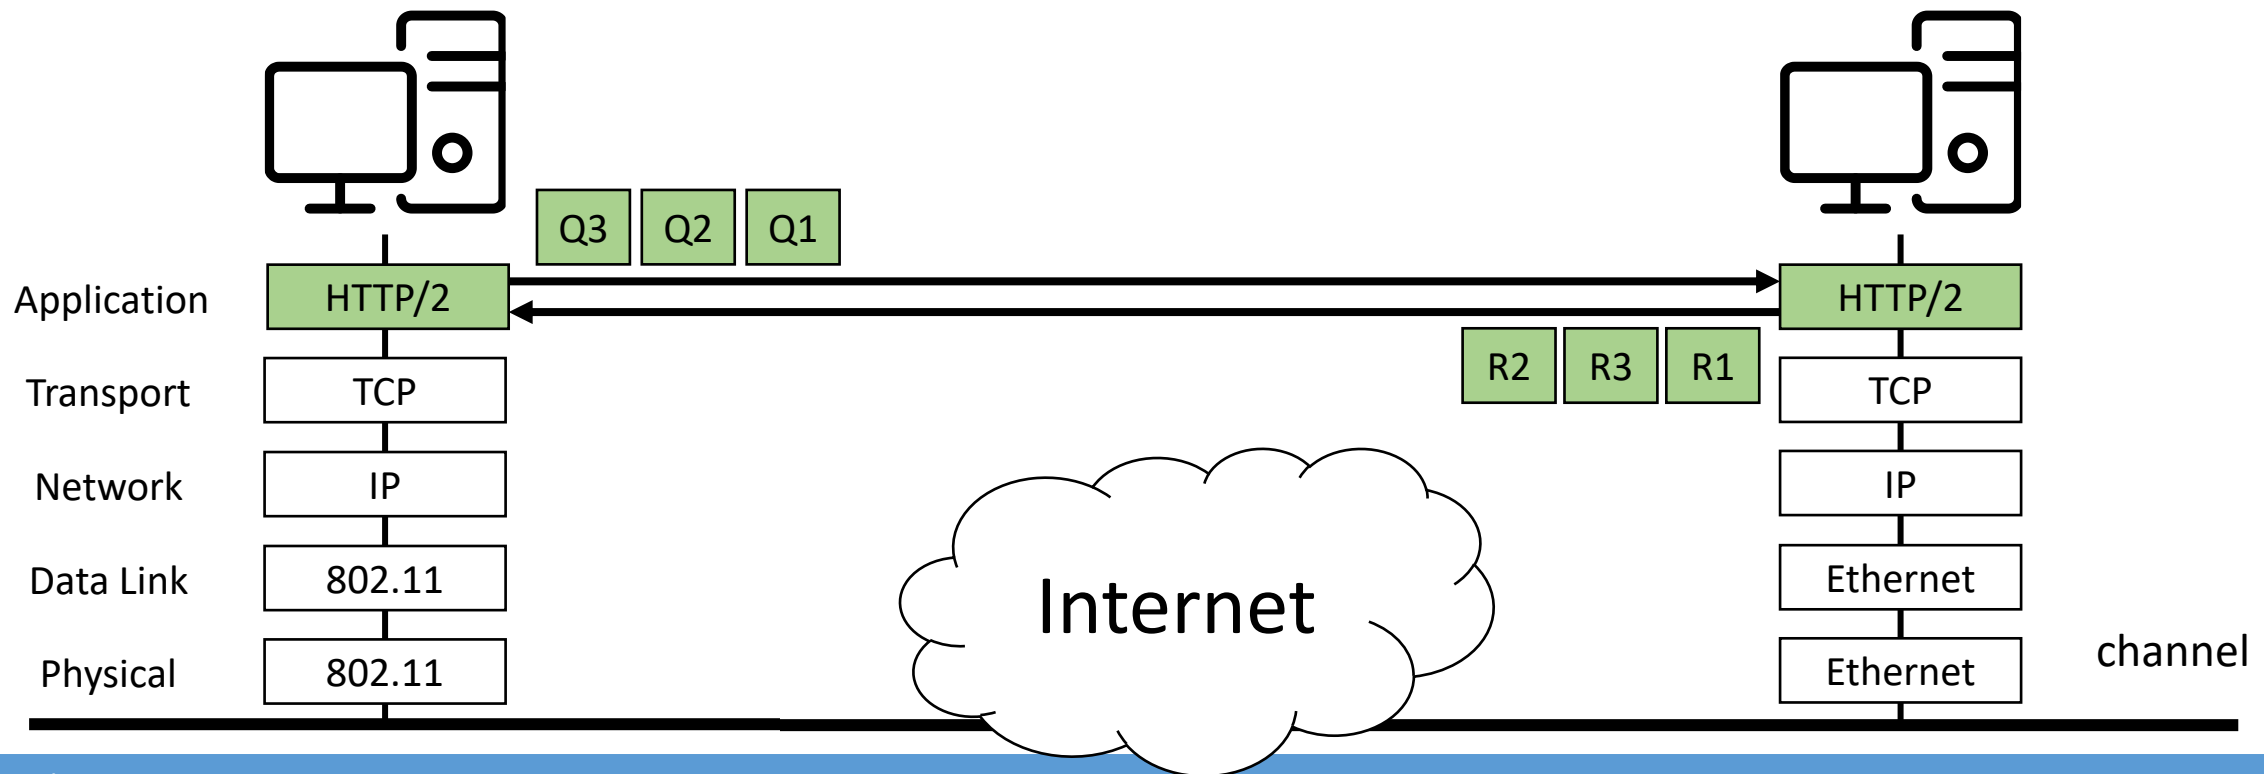 Q3 Q2 Q1
Application HTTP/2 HTTP/2
R2 R3 R1
Transport TCP TCP
Network IP IP
Data Link 802.11 Ethernet
Internet
Physical 802.11 Ethernet
channel